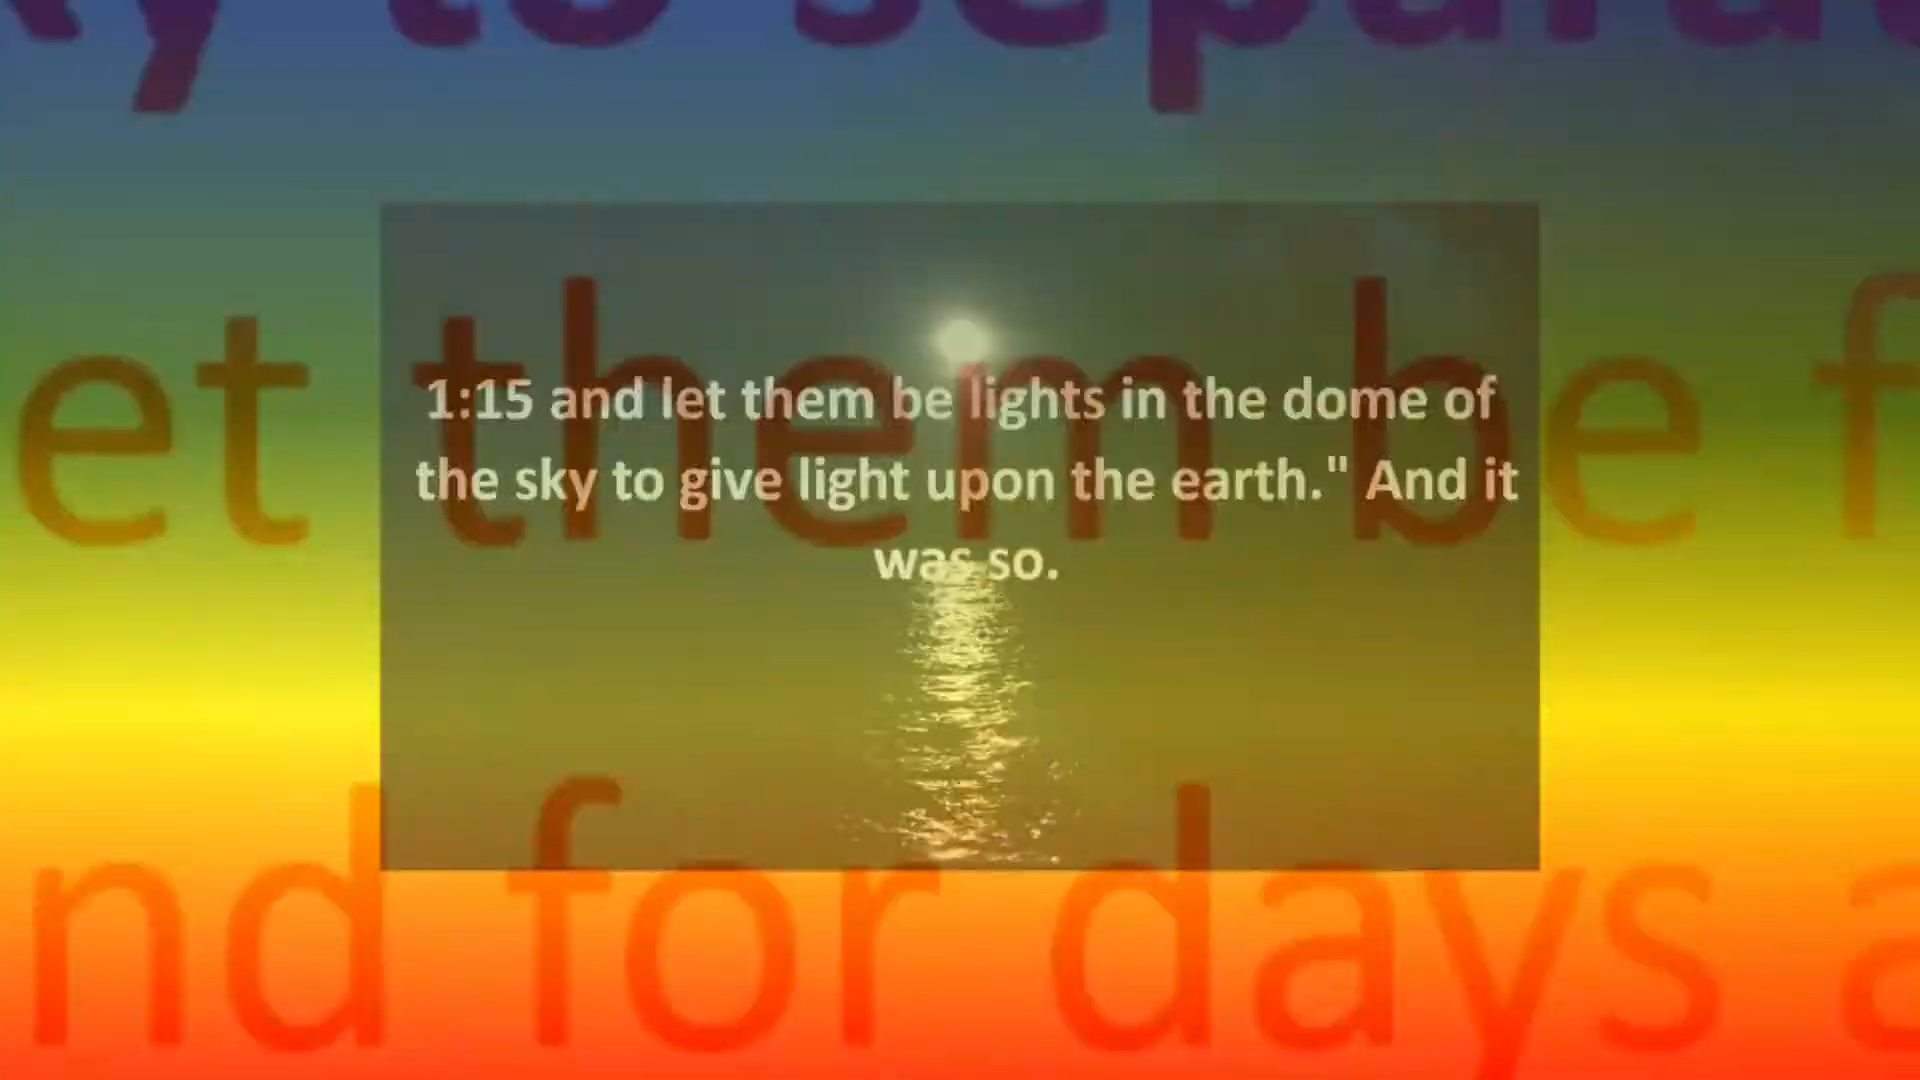 to separat
et them be f
1:15 and let them be lights in the dome of
the sky to give light upon the earth." And it
was so.
nd for days a